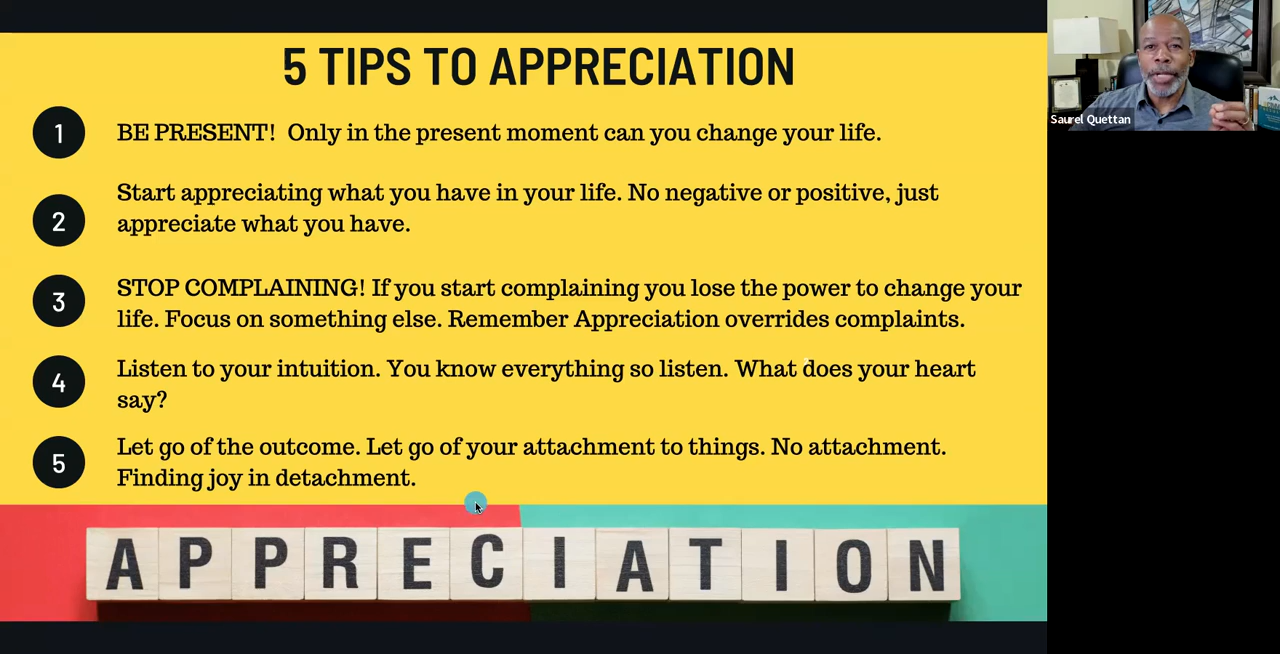 5 TIPS TO APPRECIATION
1
BE PRESENT!  Only in the present moment can you change your life.
2
Start appreciating what you have in your life. No negative or positive, just
appreciate what you have.
3
STOP COMPLAINING! If you start complaining you lose the power to change your
life. Focus on something else. Remember Appreciation overrides complaints.
4
Listen to your intuition. You know everything so listen. What does your heart
say?
5
Let go of the outcome. Let go of your attachment to things. No attachment.
Finding joy in detachment.
APPRECIATION
Saurel Quettan